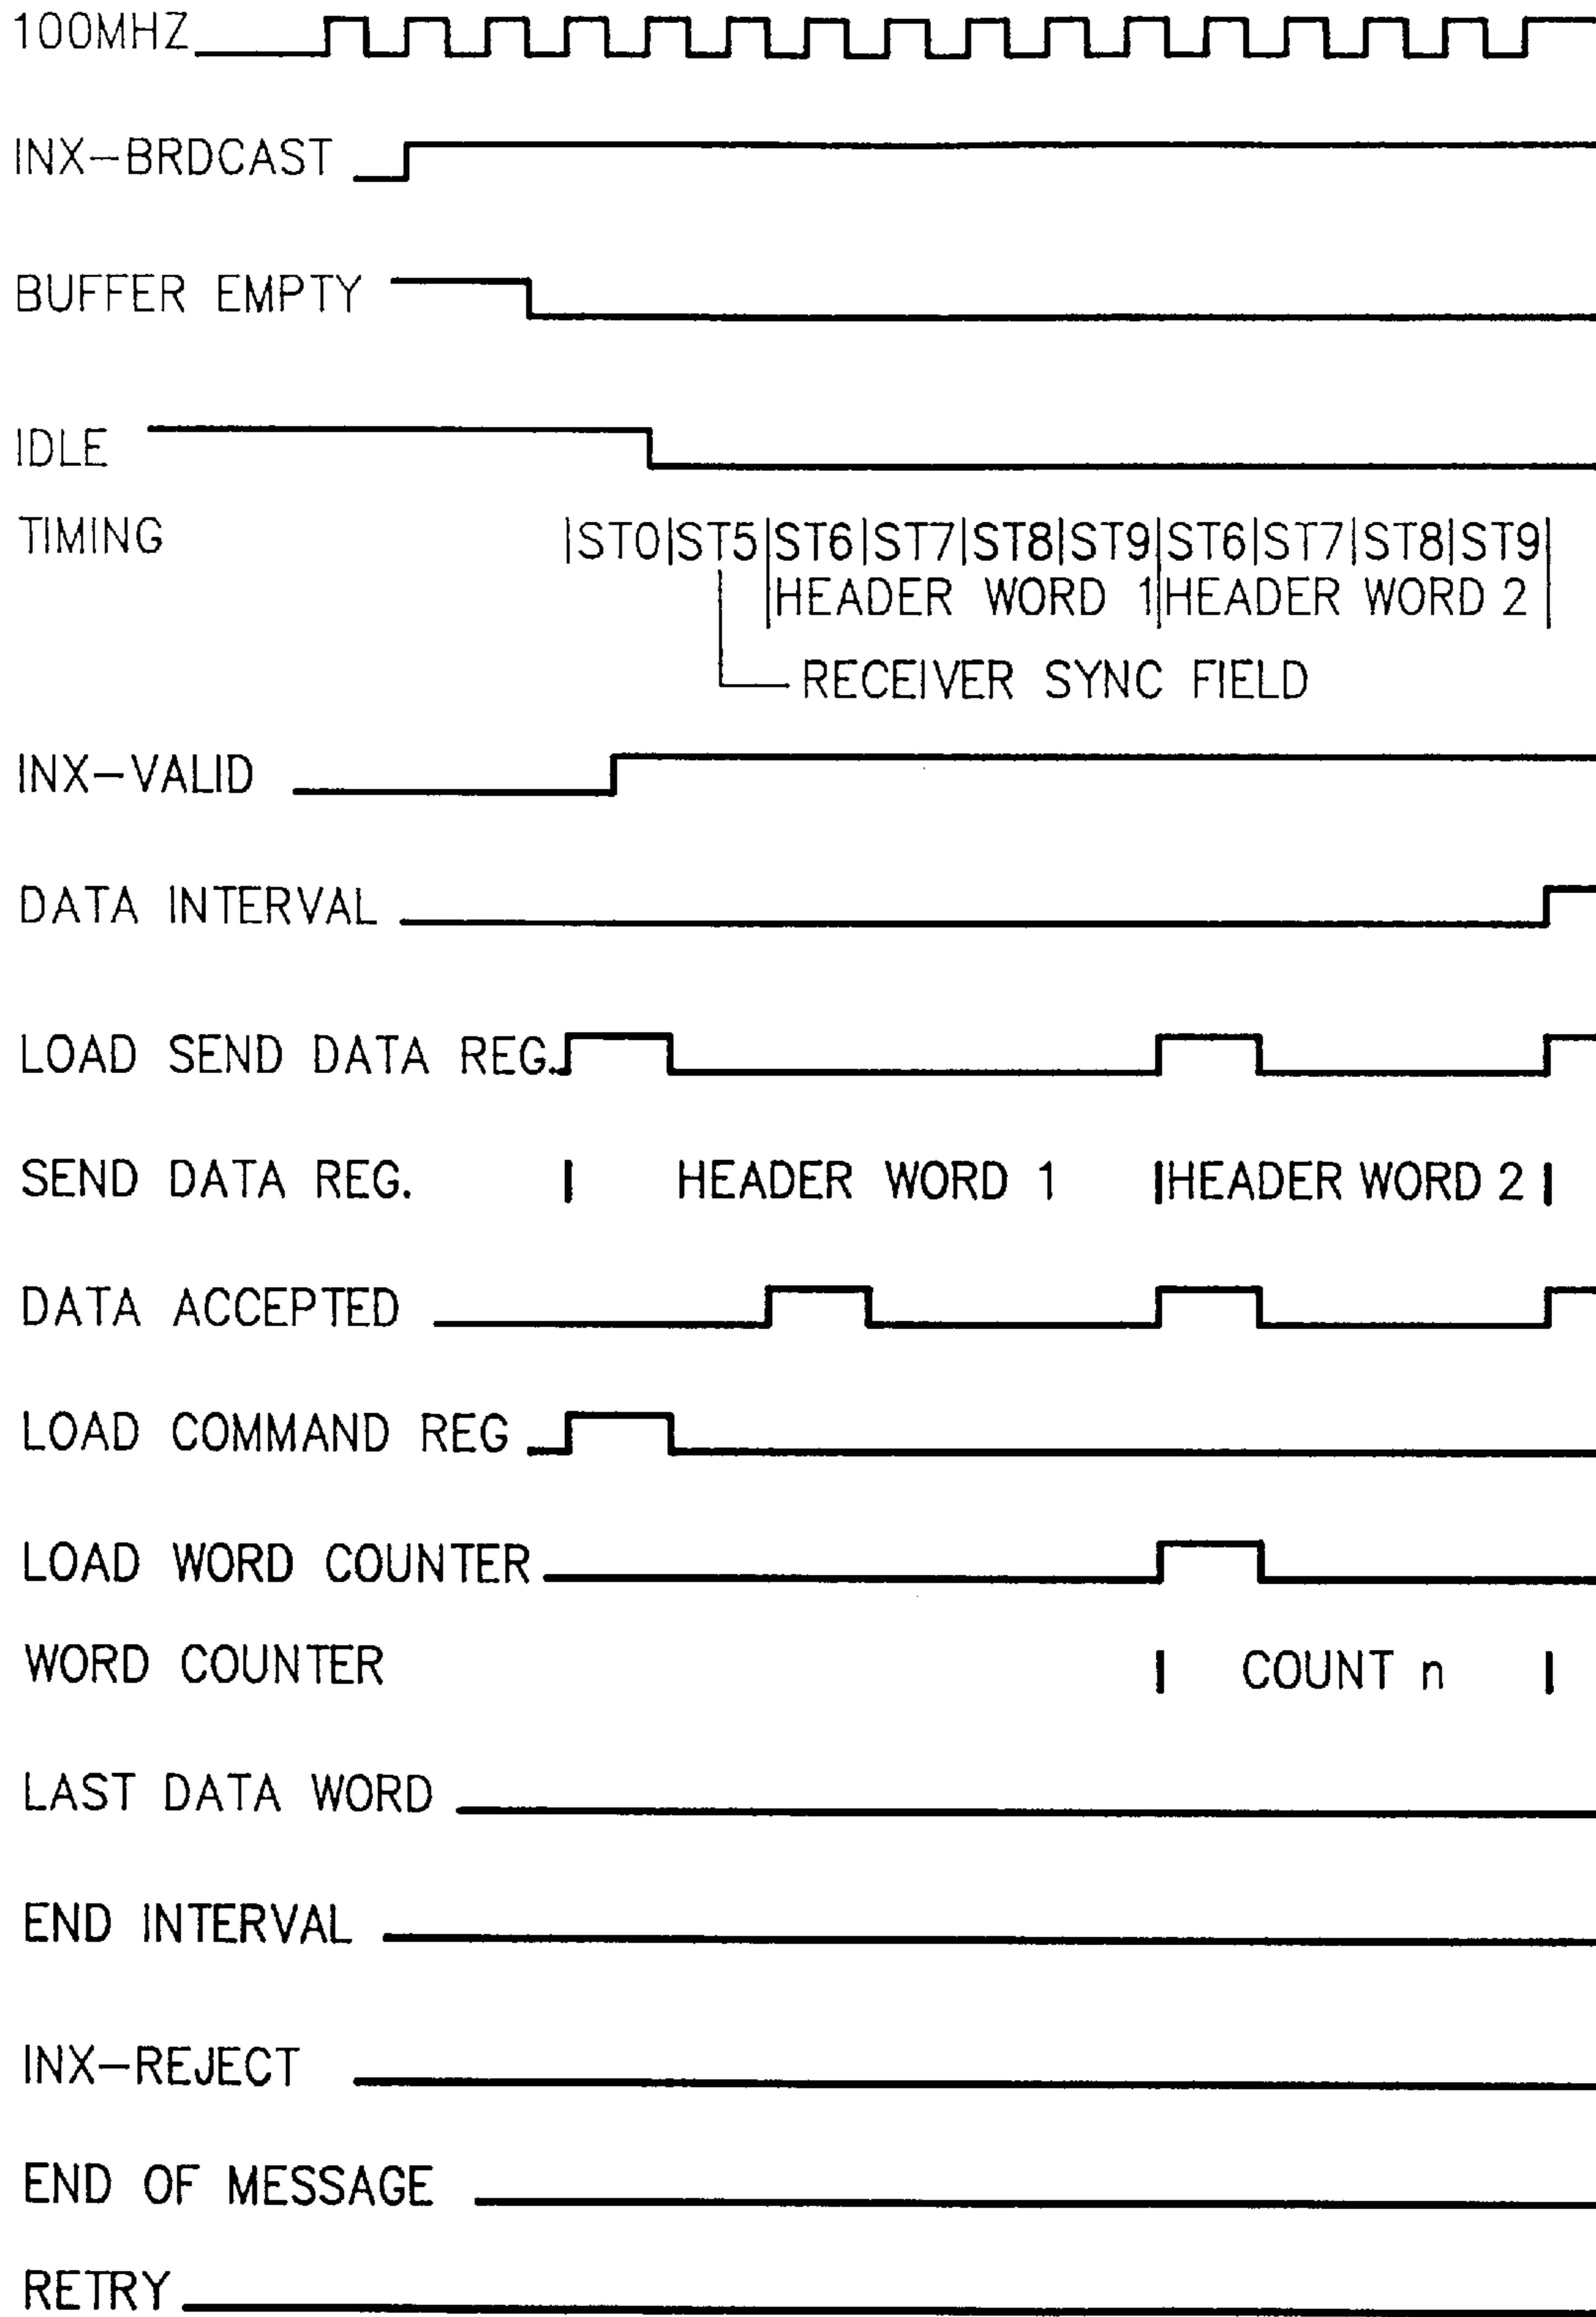 100MHZ
INX-BRDCAST
BUFFER EMPTY
IDLE
TIMING |ST0|ST5|ST6|ST7|ST8|ST9|ST6|ST7|ST8|ST9|
|HEADER WORD 1|HEADER WORD 2|
RECEIVER SYNC FIELD
INX-VALID
DATA INTERVAL
LOAD SEND DATA REG.
SEND DATA REG. | HEADER WORD 1 |HEADER WORD 2|
DATA ACCEPTED
LOAD COMMAND REG
LOAD WORD COUNTER
WORD COUNTER | COUNT n |
LAST DATA WORD
END INTERVAL
INX-REJECT
END OF MESSAGE
RETRY